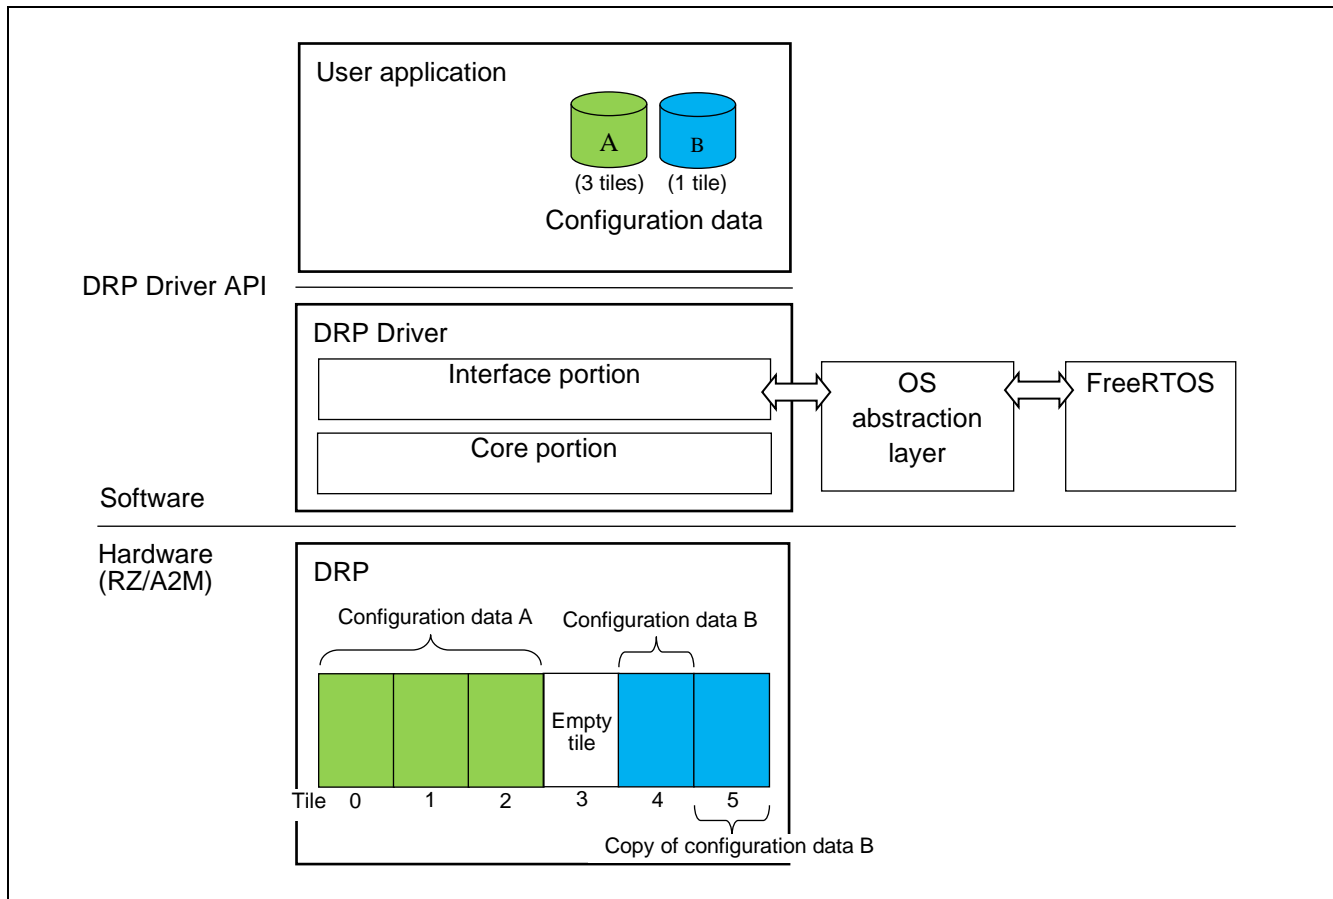 User application
A
B
(3 tiles)
(1 tile)
Configuration data
DRP Driver API
DRP Driver
Interface portion
Core portion
OS
abstraction
layer
FreeRTOS
Software
Hardware
(RZ/A2M)
DRP
Configuration data A
Configuration data B
Empty
tile
Tile 0 1 2 3 4 5
Copy of configuration data B